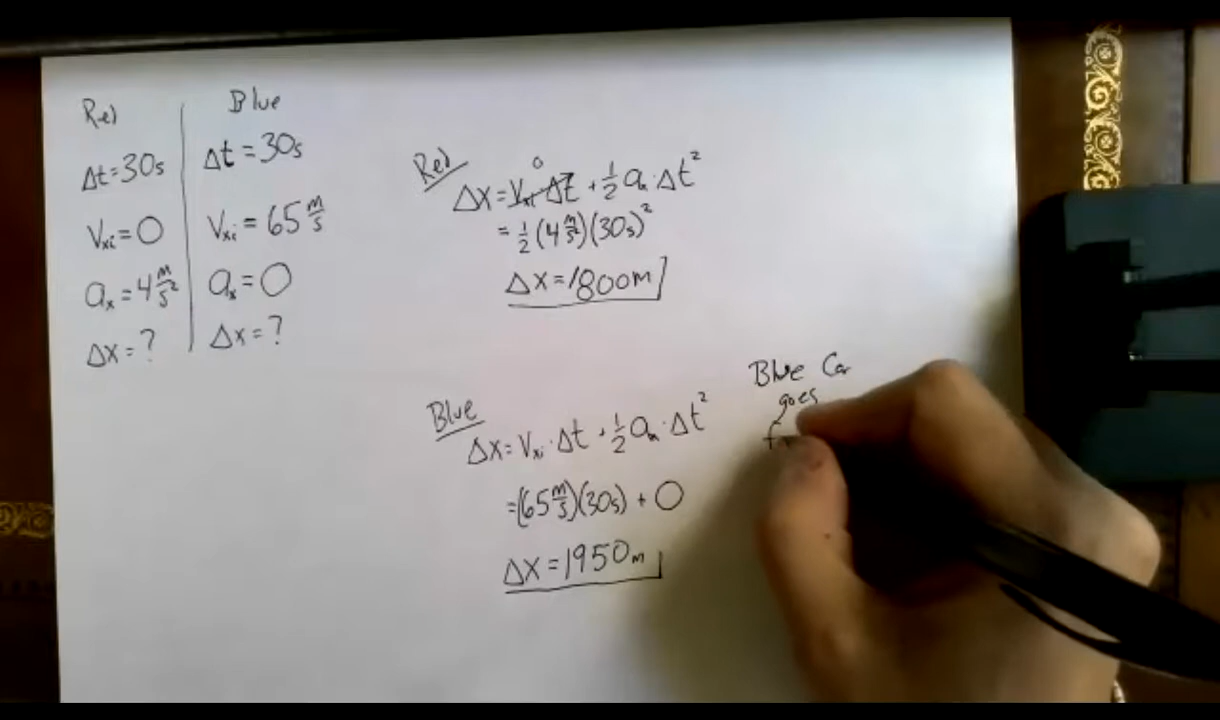 Red
Δt=30s
Vxi=0
ax=4 m/s²
Δx=?
Blue
Δt=30s
Vxi=65 m/s
ax=0
Δx=?
Red
0
Δx=Vxi·Δt+½ax·Δt²
=½(4 m/s²)(30s)²
Δx=1800m
Blue
Δx=Vxi·Δt+½ax·Δt²
=(65 m/s)(30s)+0
Δx=1950m
Blue Car
goes